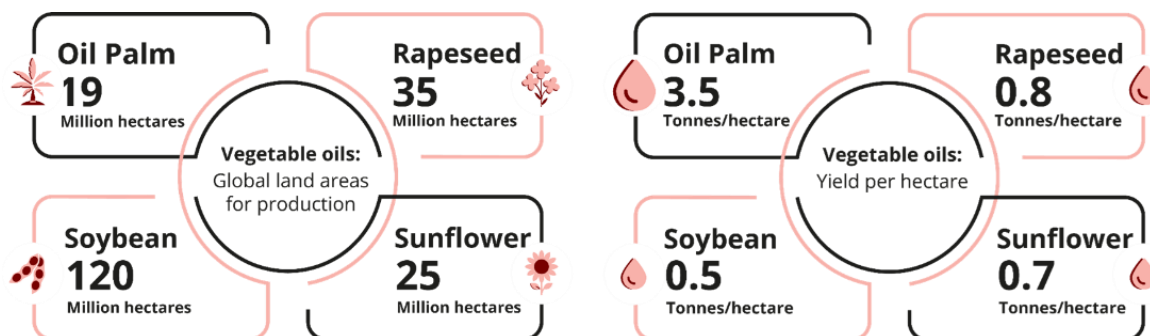 Oil Palm
19
Million hectares
Rapeseed
35
Million hectares
Vegetable oils:
Global land areas
for production
Soybean
120
Million hectares
Sunflower
25
Million hectares
Oil Palm
3.5
Tonnes/hectare
Rapeseed
0.8
Tonnes/hectare
Vegetable oils:
Yield per hectare
Soybean
0.5
Tonnes/hectare
Sunflower
0.7
Tonnes/hectare